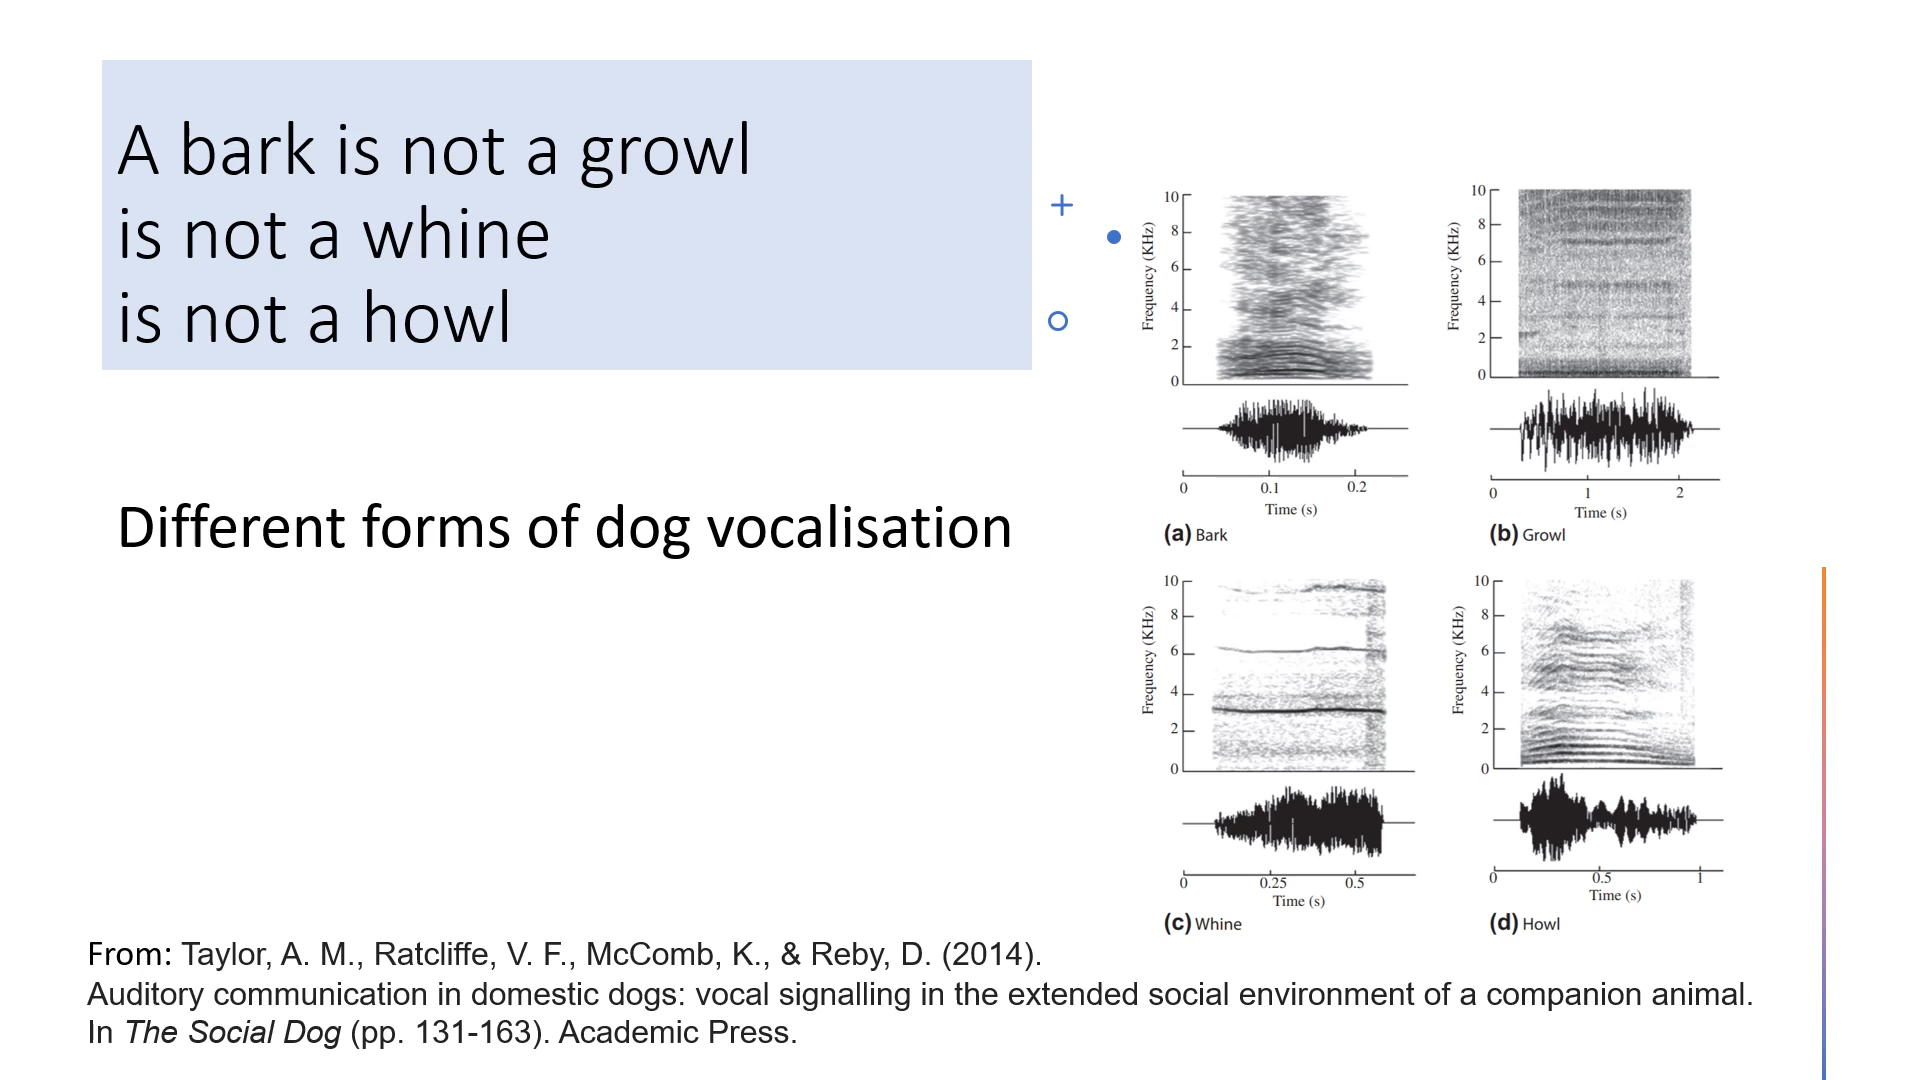 A bark is not a growl
is not a whine
is not a howl
Different forms of dog vocalisation
10
8
6
4
2
0
Frequency (KHz)
0 0.1 0.2
Time (s)
(a) Bark
10
8
6
4
2
0
Frequency (KHz)
0 1 2
Time (s)
(b) Growl
10
8
6
4
2
0
Frequency (KHz)
0 0.25 0.5
Time (s)
(c) Whine
10
8
6
4
2
0
Frequency (KHz)
0 0.5 1
Time (s)
(d) Howl
From: Taylor, A. M., Ratcliffe, V. F., McComb, K., & Reby, D. (2014).
Auditory communication in domestic dogs: vocal signalling in the extended social environment of a companion animal.
In The Social Dog (pp. 131-163). Academic Press.